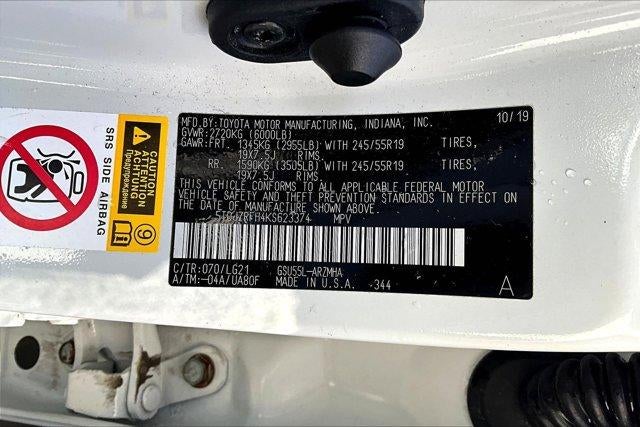 MFD.BY:TOYOTA MOTOR MANUFACTURING, INDIANA, INC. 10/19
GVWR:2720KG (6000LB)
GAWR:FRT. 1345KG (2955LB) WITH 245/55R19 TIRES,
19X7.5J RIMS.
RR. 1590KG (3505LB) WITH 245/55R19 TIRES,
19X7.5J RIMS.
THIS VEHICLE CONFORMS TO ALL APPLICABLE FEDERAL MOTOR
VEHICLE SAFETY AND THEFT PREVENTION STANDARDS IN EFFECT ON
THE DATE OF MANUFACTURE SHOWN ABOVE.
MPV
C/TR:070/LG21 GSU55L-ARZMHA
A/TM:-04A/UA80F MADE IN U.S.A. 344 A
SRS SIDE AIRBAG
CAUTION
ATTENTION
ACHTUNG
Предупреждение
9